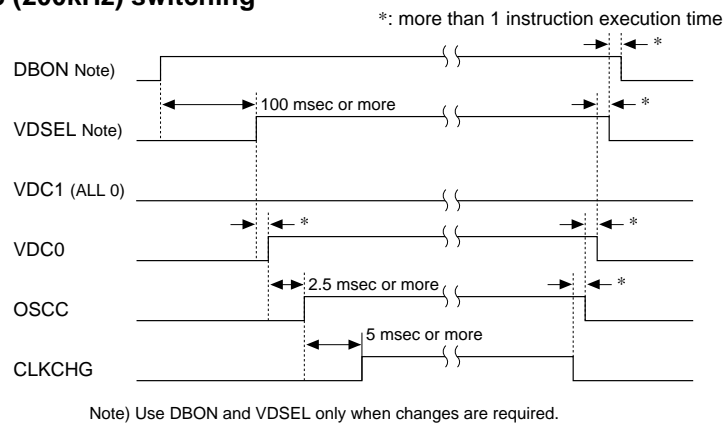 (200kHz) switching
*: more than 1 instruction execution time
DBON Note)
*
100 msec or more
*
VDSEL Note)
VDC1 (ALL 0)
*
*
VDC0
2.5 msec or more
*
OSCC
5 msec or more
CLKCHG
Note) Use DBON and VDSEL only when changes are required.